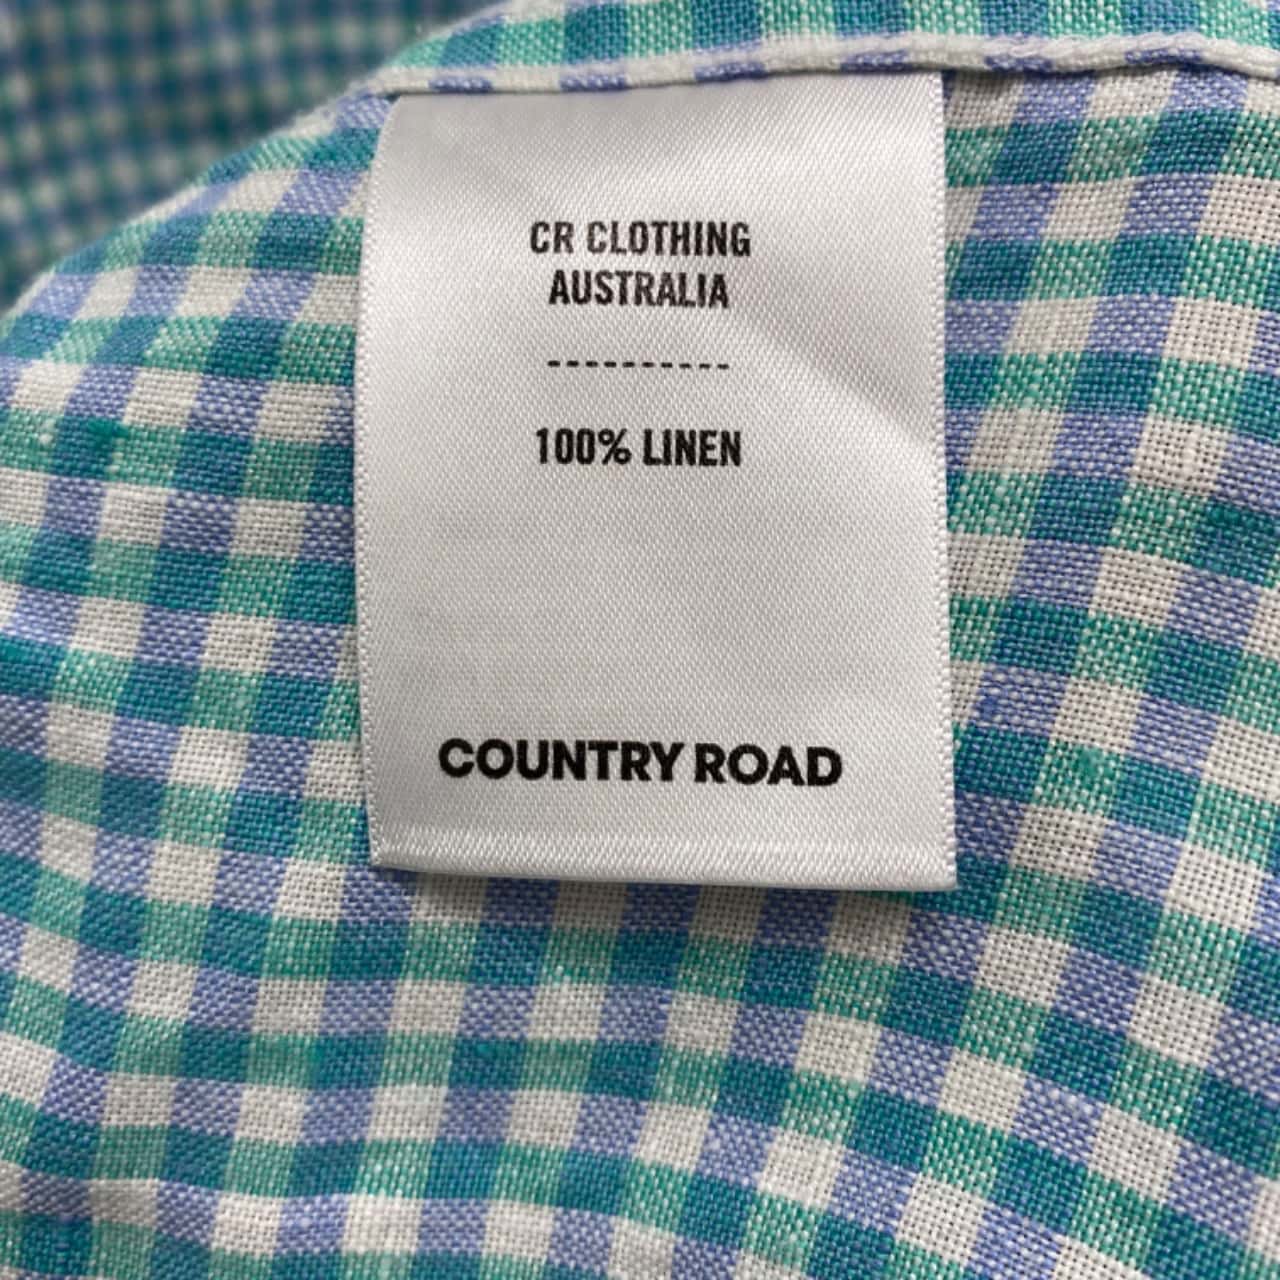 CR CLOTHING
AUSTRALIA
----------
100% LINEN
COUNTRY ROAD